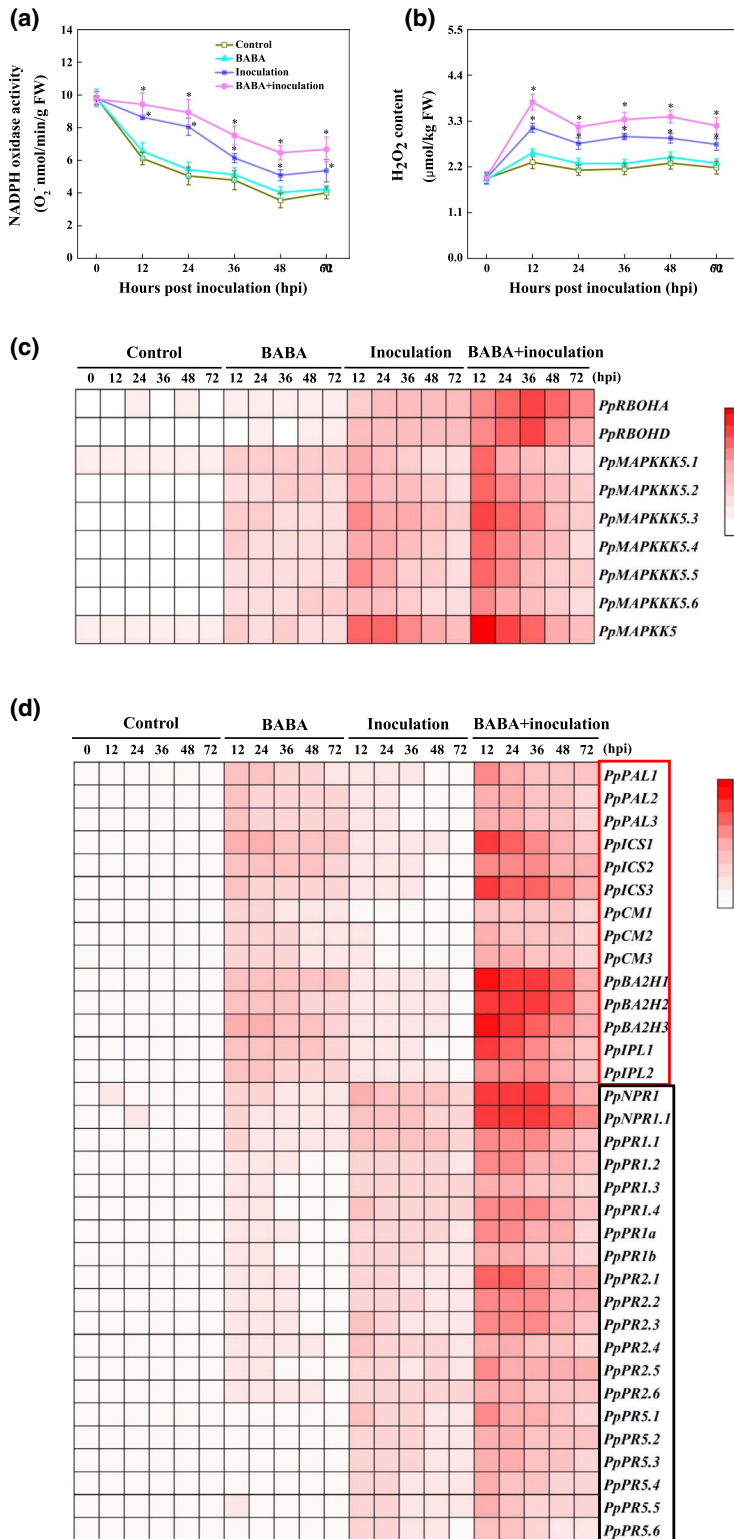 (a)
14
12
10
8
6
4
2
0
NADPH oxidase activity
(O2- nmol/min/g FW)
Control
BABA
Inoculation
BABA+inoculation
0 12 24 36 48
Hours post inoculation (hpi)
(b)
5.5
4.4
3.3
2.2
1.1
0.0
H2O2 content
(μmol/kg FW)
0 12 24 36 48
Hours post inoculation (hpi)
(c)
Control BABA Inoculation BABA+inoculation
0 12 24 36 48 72 12 24 36 48 72 12 24 36 48 72 12 24 36 48 72 (hpi)
PpRBOHA
PpRBOHD
PpMAPKKK5.1
PpMAPKKK5.2
PpMAPKKK5.3
PpMAPKKK5.4
PpMAPKKK5.5
PpMAPKKK5.6
PpMAPKK5
(d)
Control BABA Inoculation BABA+inoculation
0 12 24 36 48 72 12 24 36 48 72 12 24 36 48 72 12 24 36 48 72 (hpi)
PpPAL1
PpPAL2
PpPAL3
PpICS1
PpICS2
PpICS3
PpCM1
PpCM2
PpCM3
PpBA2H1
PpBA2H2
PpBA2H3
PpIPL1
PpIPL2
PpNPR1
PpNPR1.1
PpPR1.1
PpPR1.2
PpPR1.3
PpPR1.4
PpPR1a
PpPR1b
PpPR2.1
PpPR2.2
PpPR2.3
PpPR2.4
PpPR2.5
PpPR2.6
PpPR5.1
PpPR5.2
PpPR5.3
PpPR5.4
PpPR5.5
PpPR5.6